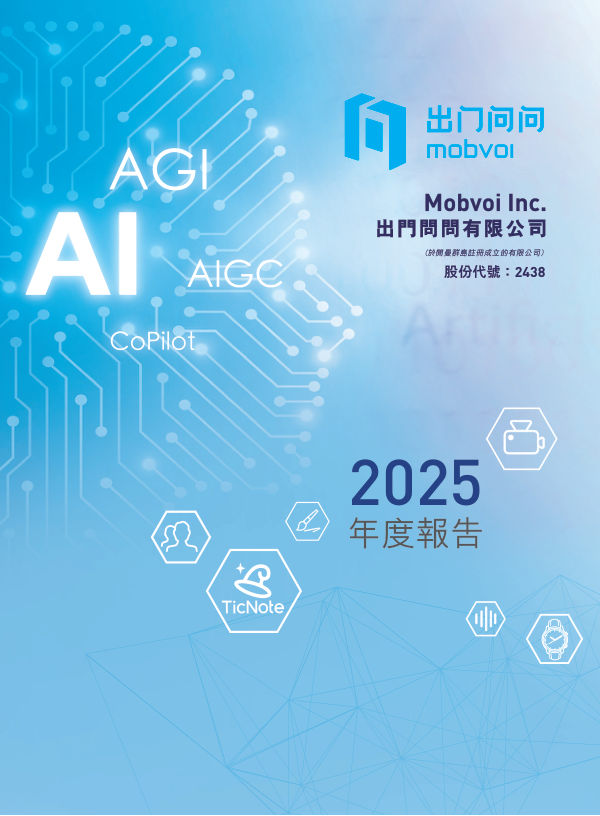 AGI
AI
AIGC
CoPilot
出门问问
mobvoi
Mobvoi Inc.
出門問問有限公司
(於開曼群島註冊成立的有限公司)
股份代號：2438
Artifi
2025
年度報告
TicNote